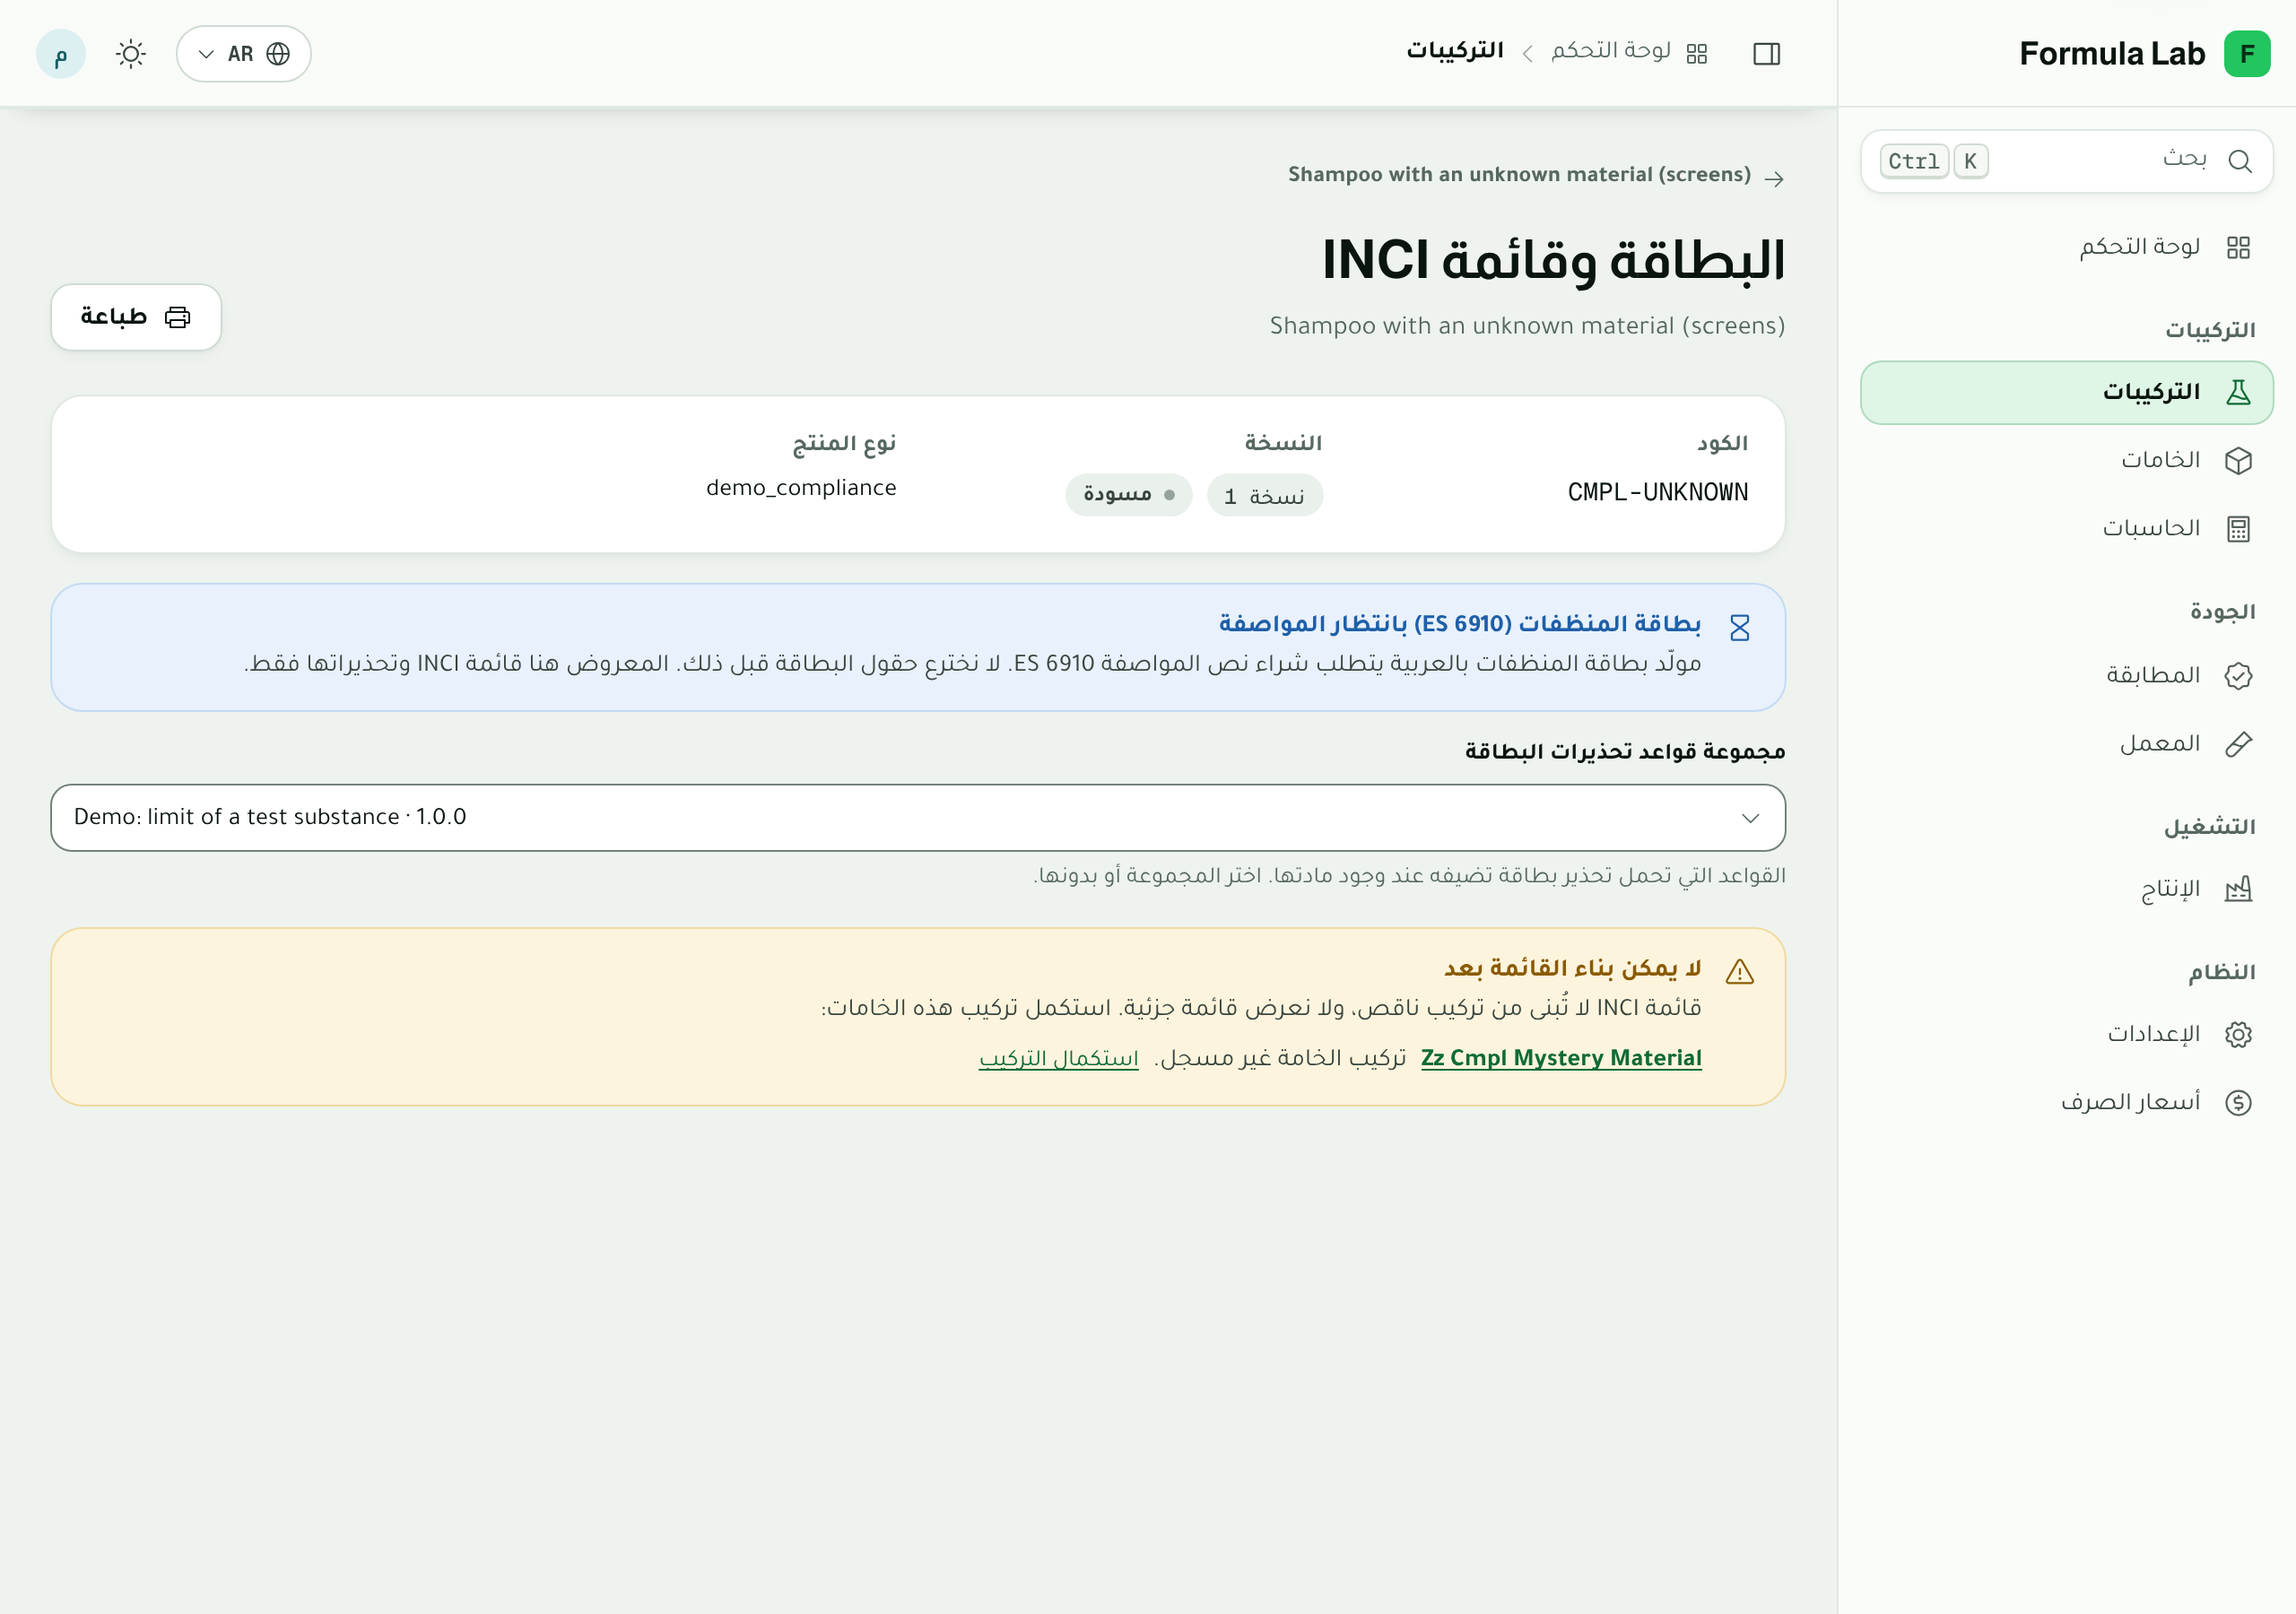 Formula Lab
F
بحث
Ctrl K
لوحة التحكم
التركيبات
التركيبات
الخامات
الحاسبات
الجودة
المطابقة
المعمل
التشغيل
الإنتاج
النظام
الإعدادات
أسعار الصرف
لوحة التحكم
التركيبات
AR
م
Shampoo with an unknown material (screens)
البطاقة وقائمة INCI
Shampoo with an unknown material (screens)
طباعة
الكود
CMPL-UNKNOWN
النسخة
نسخة 1
مسودة
نوع المنتج
demo_compliance
بطاقة المنظفات (ES 6910) بانتظار المواصفة
مولّد بطاقة المنظفات بالعربية يتطلب شراء نص المواصفة ES 6910. لا نخترع حقول البطاقة قبل ذلك. المعروض هنا قائمة INCI وتحذيراتها فقط.
مجموعة قواعد تحذيرات البطاقة
Demo: limit of a test substance · 1.0.0
القواعد التي تحمل تحذير بطاقة تضيفه عند وجود مادتها. اختر المجموعة أو بدونها.
لا يمكن بناء القائمة بعد
قائمة INCI لا تُبنى من تركيب ناقص، ولا نعرض قائمة جزئية. استكمل تركيب هذه الخامات:
Zz Cmpl Mystery Material تركيب الخامة غير مسجل. استكمال التركيب